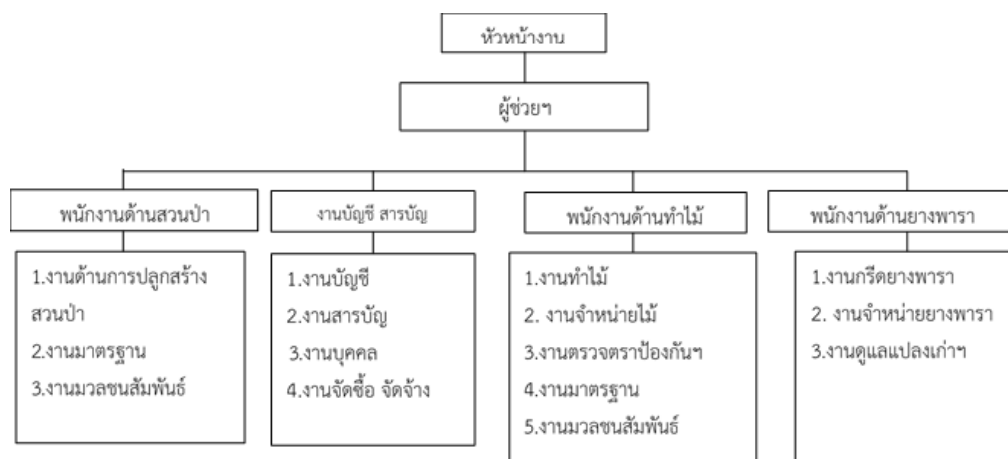 หัวหน้างาน
ผู้ช่วยฯ
พนักงานด้านสวนป่า
งานบัญชี สารบัญ
พนักงานด้านทำไม้
พนักงานด้านยางพารา
1.งานด้านการปลูกสร้าง
สวนป่า
2.งานมาตรฐาน
3.งานมวลชนสัมพันธ์
1.งานบัญชี
2.งานสารบัญ
3.งานบุคคล
4.งานจัดซื้อ จัดจ้าง
1.งานทำไม้
2. งานจำหน่ายไม้
3.งานตรวจตราป้องกันฯ
4.งานมาตรฐาน
5.งานมวลชนสัมพันธ์
1.งานกรีดยางพารา
2. งานจำหน่ายยางพารา
3.งานดูแลแปลงเก่าฯ